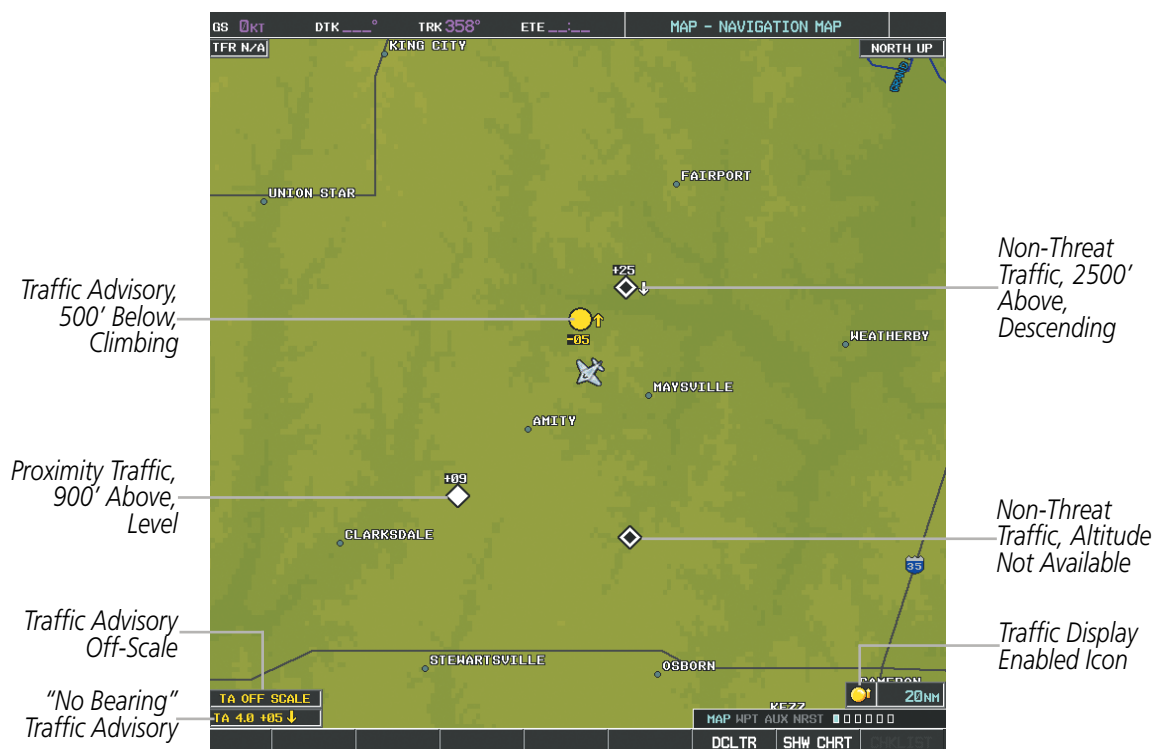 GS 0KT DTK ___° TRK 358° ETE __:__ MAP - NAVIGATION MAP
TFR N/A
KING CITY
NORTH UP
GRAND
FAIRPORT
UNION STAR
Non-Threat
Traffic, 2500'
Above,
Descending
+25
Traffic Advisory,
500' Below,
Climbing
-05
WEATHERBY
MAYSVILLE
AMITY
Proximity Traffic,
900' Above,
Level
+09
Non-Threat
Traffic, Altitude
Not Available
CLARKSDALE
35
Traffic Advisory
Off-Scale
Traffic Display
Enabled Icon
STEWARTSVILLE
OSBORN
CAMERON
TA OFF SCALE
20NM
"No Bearing"
Traffic Advisory
KEZZ
TA 4.0 +05 ↓
MAP WPT AUX NRST
DCLTR SHW CHRT CHKLIST